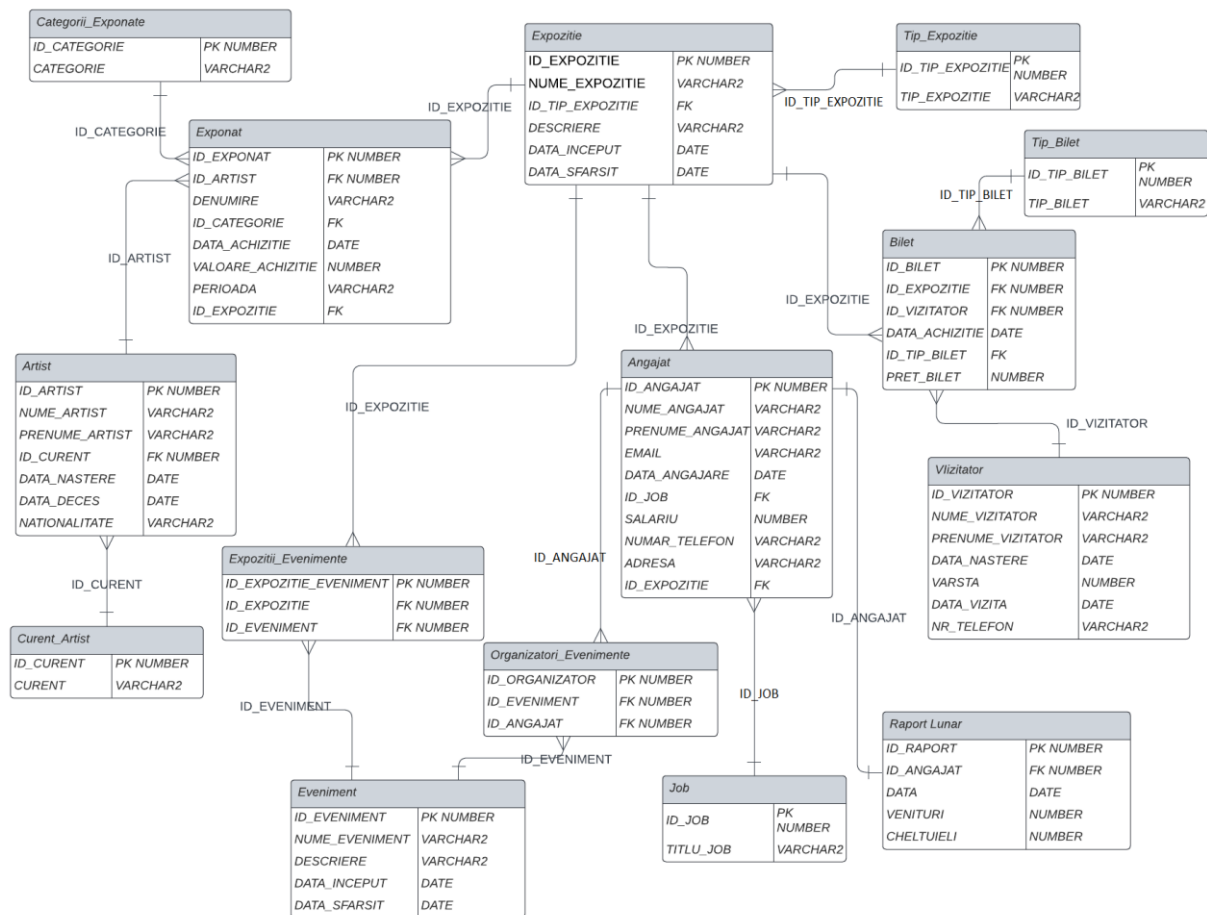 Categorii_Exponate
ID_CATEGORIE PK NUMBER
CATEGORIE VARCHAR2
Expozitie
ID_EXPOZITIE PK NUMBER
NUME_EXPOZITIE VARCHAR2
ID_TIP_EXPOZITIE FK
DESCRIERE VARCHAR2
DATA_INCEPUT DATE
DATA_SFARSIT DATE
Tip_Expozitie
ID_TIP_EXPOZITIE PK
NUMBER
TIP_EXPOZITIE VARCHAR2
ID_CATEGORIE
ID_EXPOZITIE
ID_TIP_EXPOZITIE
Exponat
ID_EXPONAT PK NUMBER
ID_ARTIST FK NUMBER
DENUMIRE VARCHAR2
ID_CATEGORIE FK
DATA_ACHIZITIE DATE
VALOARE_ACHIZITIE NUMBER
PERIOADA VARCHAR2
ID_EXPOZITIE FK
Tip_Bilet
ID_TIP_BILET PK
NUMBER
TIP_BILET VARCHAR2
ID_TIP_BILET
Bilet
ID_BILET PK NUMBER
ID_EXPOZITIE FK NUMBER
ID_VIZITATOR FK NUMBER
DATA_ACHIZITIE DATE
ID_TIP_BILET FK
PRET_BILET NUMBER
ID_ARTIST
ID_EXPOZITIE
ID_EXPOZITIE
Artist
ID_ARTIST PK NUMBER
NUME_ARTIST VARCHAR2
PRENUME_ARTIST VARCHAR2
ID_CURENT FK NUMBER
DATA_NASTERE DATE
DATA_DECES DATE
NATIONALITATE VARCHAR2
ID_EXPOZITIE
Angajat
ID_ANGAJAT PK NUMBER
NUME_ANGAJAT VARCHAR2
PRENUME_ANGAJAT VARCHAR2
EMAIL VARCHAR2
DATA_ANGAJARE DATE
ID_JOB FK
SALARIU NUMBER
NUMAR_TELEFON VARCHAR2
ADRESA VARCHAR2
ID_EXPOZITIE FK
ID_VIZITATOR
VIizitator
ID_VIZITATOR PK NUMBER
NUME_VIZITATOR VARCHAR2
PRENUME_VIZITATOR VARCHAR2
DATA_NASTERE DATE
VARSTA NUMBER
DATA_VIZITA DATE
NR_TELEFON VARCHAR2
Expozitii_Evenimente
ID_EXPOZITIE_EVENIMENT PK NUMBER
ID_EXPOZITIE FK NUMBER
ID_EVENIMENT FK NUMBER
ID_ANGAJAT
ID_CURENT
ID_ANGAJAT
Curent_Artist
ID_CURENT PK NUMBER
CURENT VARCHAR2
Organizatori_Evenimente
ID_ORGANIZATOR PK NUMBER
ID_EVENIMENT FK NUMBER
ID_ANGAJAT FK NUMBER
ID_EVENIMENT
ID_JOB
ID_EVENIMENT
Raport Lunar
ID_RAPORT PK NUMBER
ID_ANGAJAT FK NUMBER
DATA DATE
VENITURI NUMBER
CHELTUIELI NUMBER
Eveniment
ID_EVENIMENT PK NUMBER
NUME_EVENIMENT VARCHAR2
DESCRIERE VARCHAR2
DATA_INCEPUT DATE
DATA_SFARSIT DATE
Job
ID_JOB PK
NUMBER
TITLU_JOB VARCHAR2